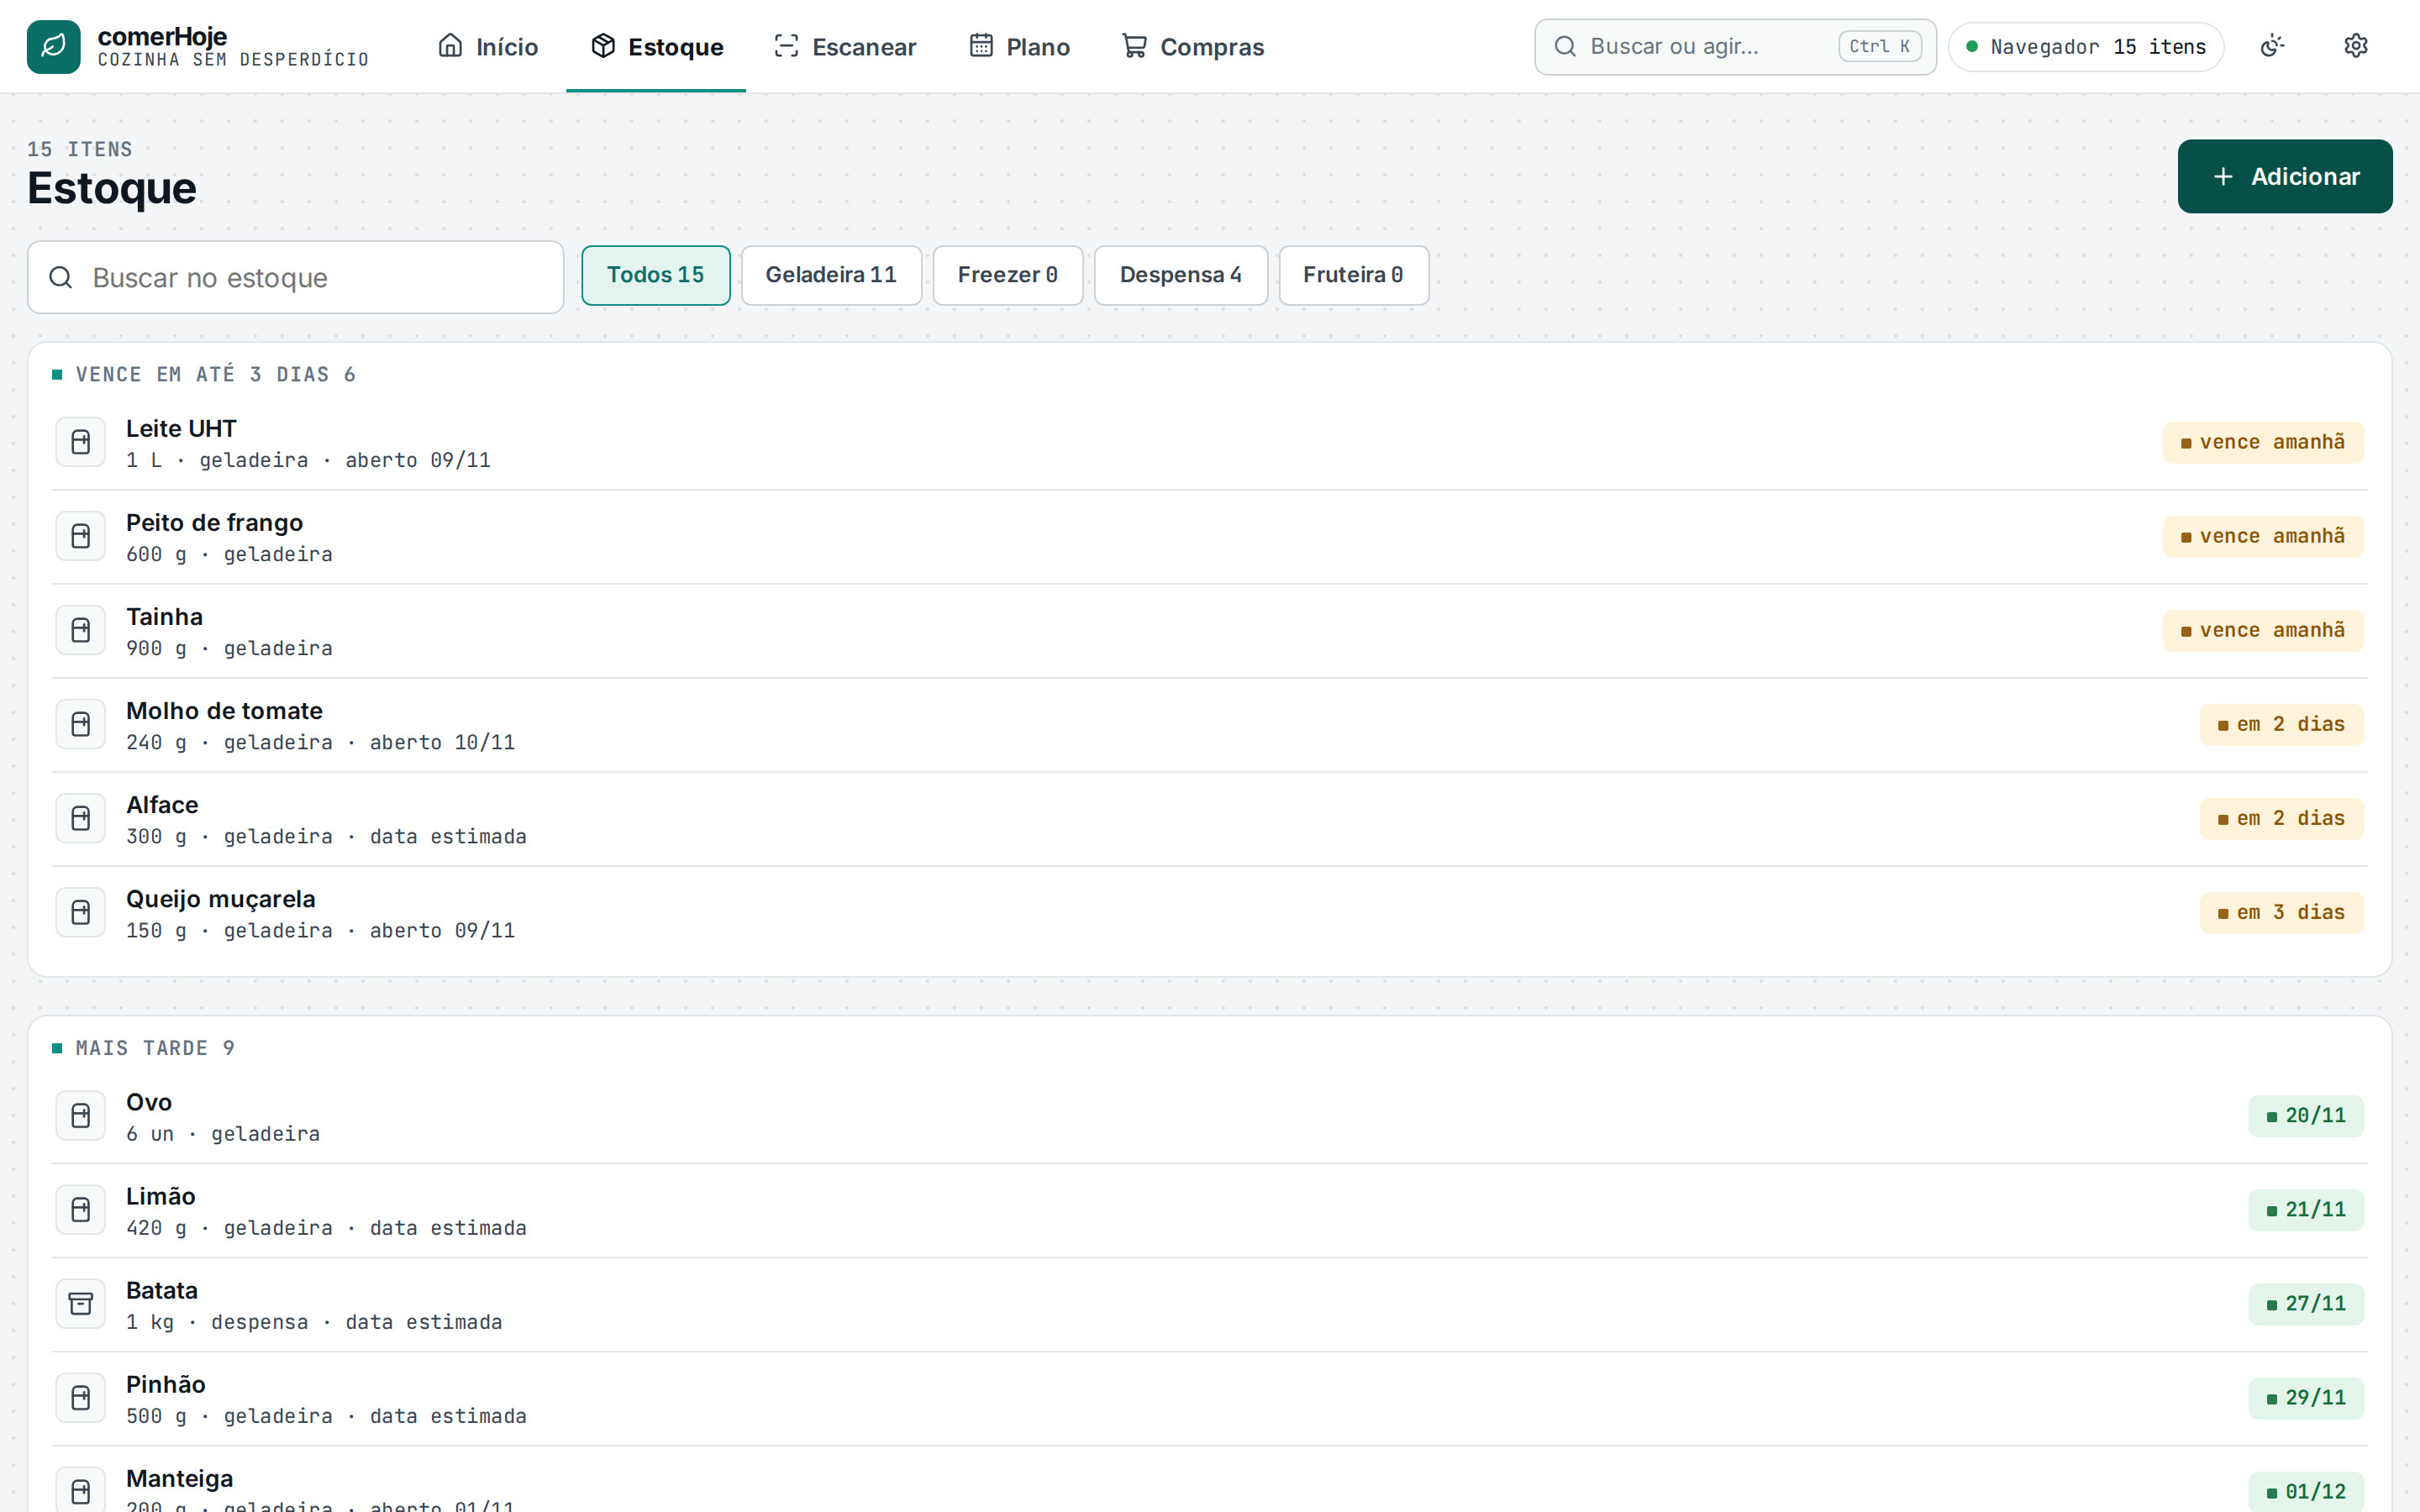 comerHoje
COZINHA SEM DESPERDÍCIO
Início
Estoque
Escanear
Plano
Compras
Buscar ou agir...
Ctrl K
Navegador 15 itens
15 ITENS
Estoque
Adicionar
Buscar no estoque
Todos 15
Geladeira 11
Freezer 0
Despensa 4
Fruteira 0
VENCE EM ATÉ 3 DIAS 6
Leite UHT
1 L · geladeira · aberto 09/11
vence amanhã
Peito de frango
600 g · geladeira
vence amanhã
Tainha
900 g · geladeira
vence amanhã
Molho de tomate
240 g · geladeira · aberto 10/11
em 2 dias
Alface
300 g · geladeira · data estimada
em 2 dias
Queijo muçarela
150 g · geladeira · aberto 09/11
em 3 dias
MAIS TARDE 9
Ovo
6 un · geladeira
20/11
Limão
420 g · geladeira · data estimada
21/11
Batata
1 kg · despensa · data estimada
27/11
Pinhão
500 g · geladeira · data estimada
29/11
Manteiga
200 g · geladeira · aberto 01/11
01/12